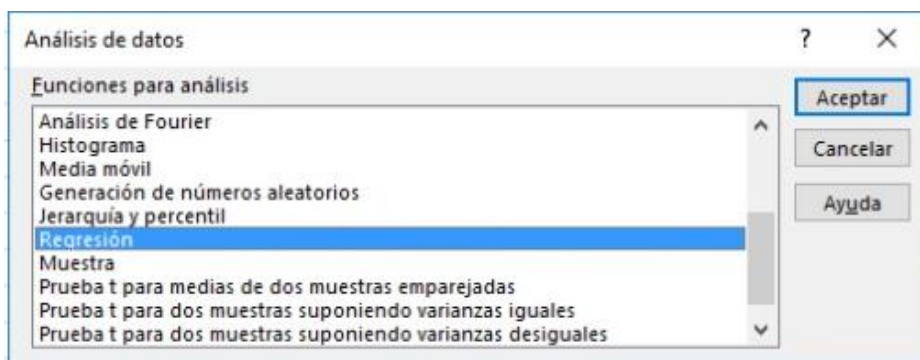 Análisis de datos ? ×
Funciones para análisis
Análisis de Fourier
Histograma
Media móvil
Generación de números aleatorios
Jerarquía y percentil
Regresión
Muestra
Prueba t para medias de dos muestras emparejadas
Prueba t para dos muestras suponiendo varianzas iguales
Prueba t para dos muestras suponiendo varianzas desiguales
Aceptar
Cancelar
Ayuda